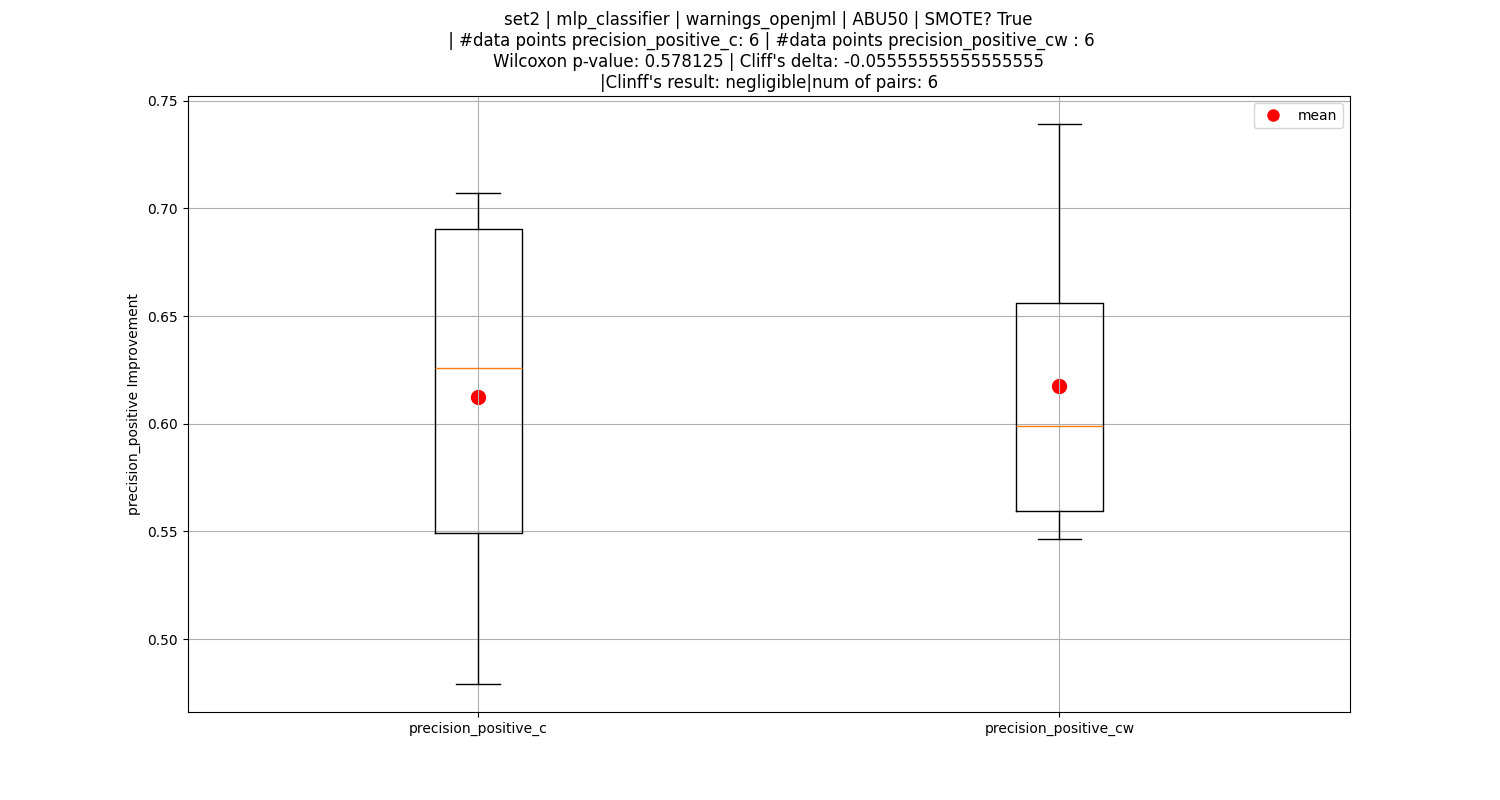 set2 | mlp_classifier | warnings_openjml | ABU50 | SMOTE? True
| #data points precision_positive_c: 6 | #data points precision_positive_cw : 6
Wilcoxon p-value: 0.578125 | Cliff's delta: -0.05555555555555555
|Clinff's result: negligible|num of pairs: 6
mean
precision_positive Improvement
0.75
0.70
0.65
0.60
0.55
0.50
precision_positive_c
precision_positive_cw